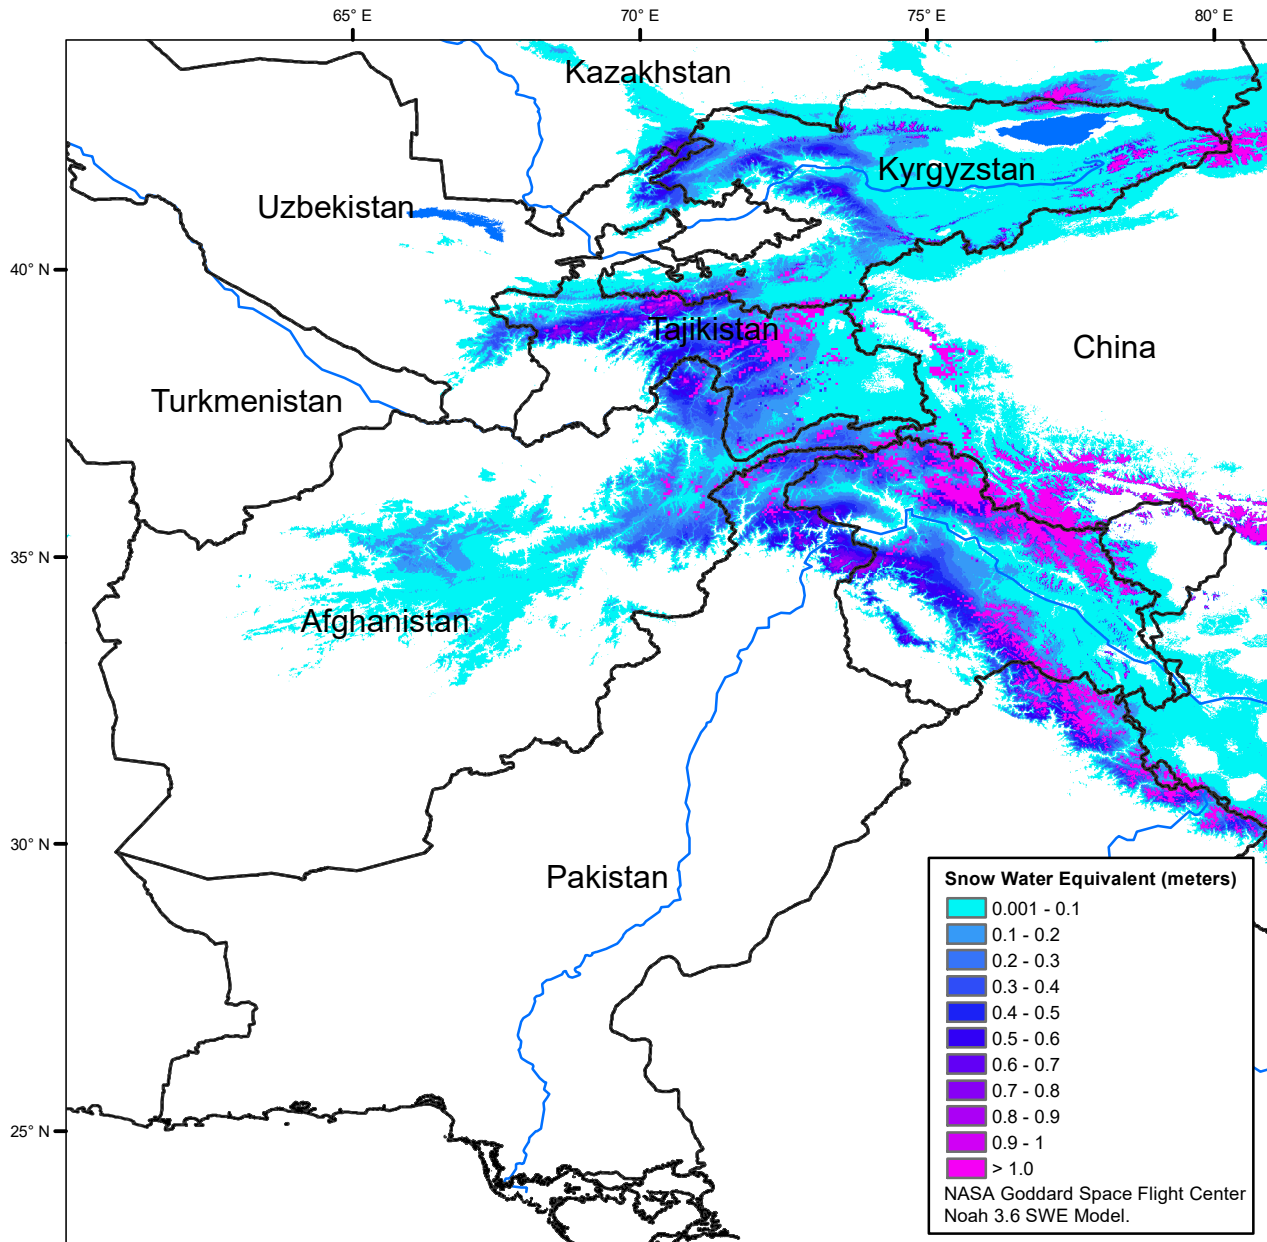 65° E
70° E
75° E
80° E
Kazakhstan
Kyrgyzstan
Uzbekistan
40° N
Tajikistan
China
Turkmenistan
35° N
Afghanistan
30° N
Pakistan
25° N
Snow Water Equivalent (meters)
0.001 - 0.1
0.1 - 0.2
0.2 - 0.3
0.3 - 0.4
0.4 - 0.5
0.5 - 0.6
0.6 - 0.7
0.7 - 0.8
0.8 - 0.9
0.9 - 1
> 1.0
NASA Goddard Space Flight Center
Noah 3.6 SWE Model.